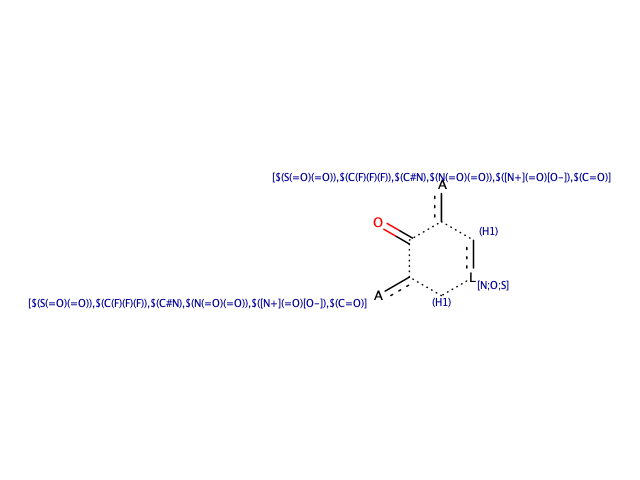 [$(S(=O)(=O)),$(C(F)(F)(F)),$(C#N),$(N(=O)(=O)),$([N+](=O)[O-]),$(C=O)]
A
O
(H1)
L
[N;O;S]
A
(H1)
[$(S(=O)(=O)),$(C(F)(F)(F)),$(C#N),$(N(=O)(=O)),$([N+](=O)[O-]),$(C=O)]